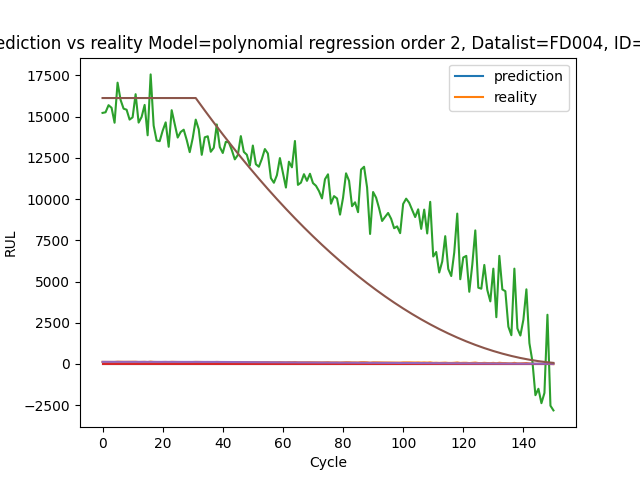 ediction vs reality Model=polynomial regression order 2, Datalist=FD004, ID=
prediction
reality
17500
15000
12500
10000
7500
5000
2500
0
−2500
RUL
0 20 40 60 80 100 120 140
Cycle